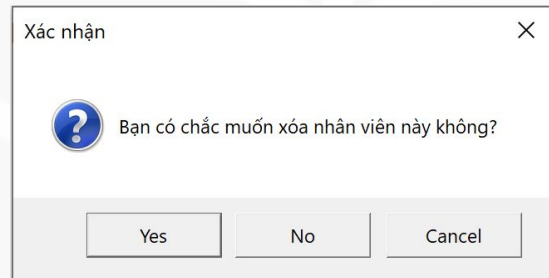 Xác nhận
Bạn có chắc muốn xóa nhân viên này không?
Yes
No
Cancel